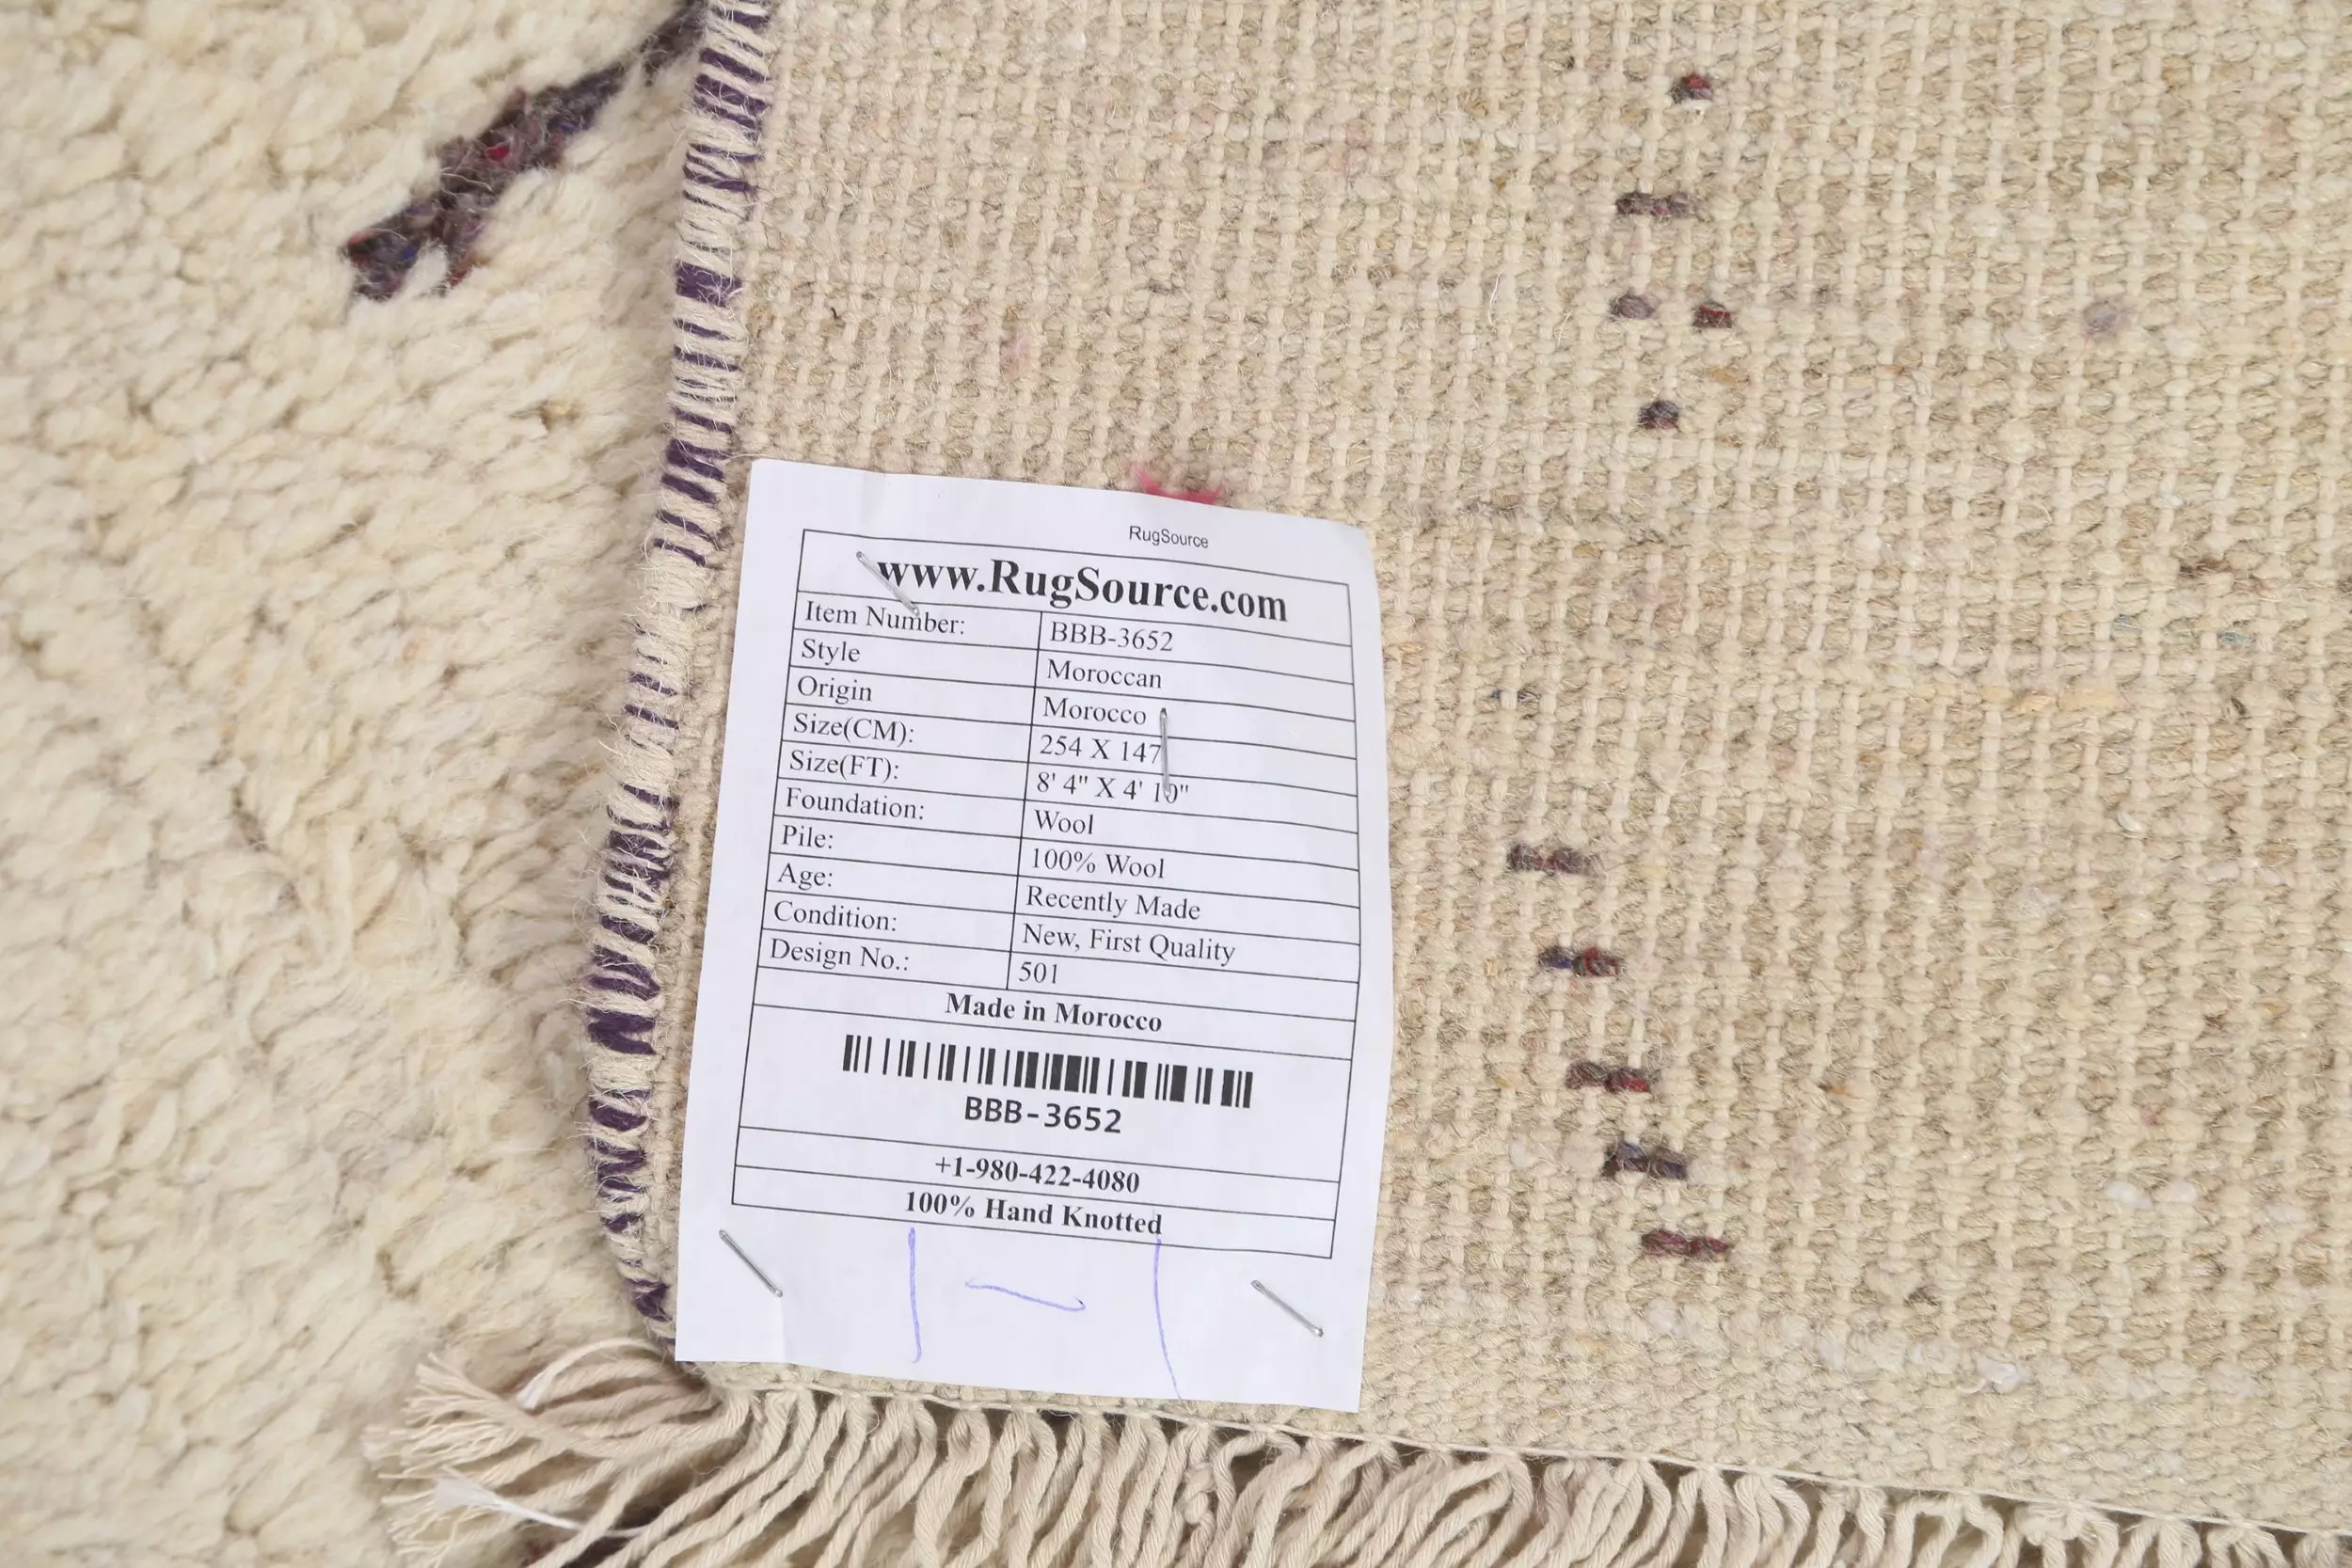 RugSource
www.RugSource.com
Item Number: BBB-3652
Style Moroccan
Origin Morocco
Size(CM): 254 X 147
Size(FT): 8' 4" X 4' 10"
Foundation: Wool
Pile: 100% Wool
Age: Recently Made
Condition: New, First Quality
Design No.: 501
Made in Morocco
BBB-3652
+1-980-422-4080
100% Hand Knotted
1-1